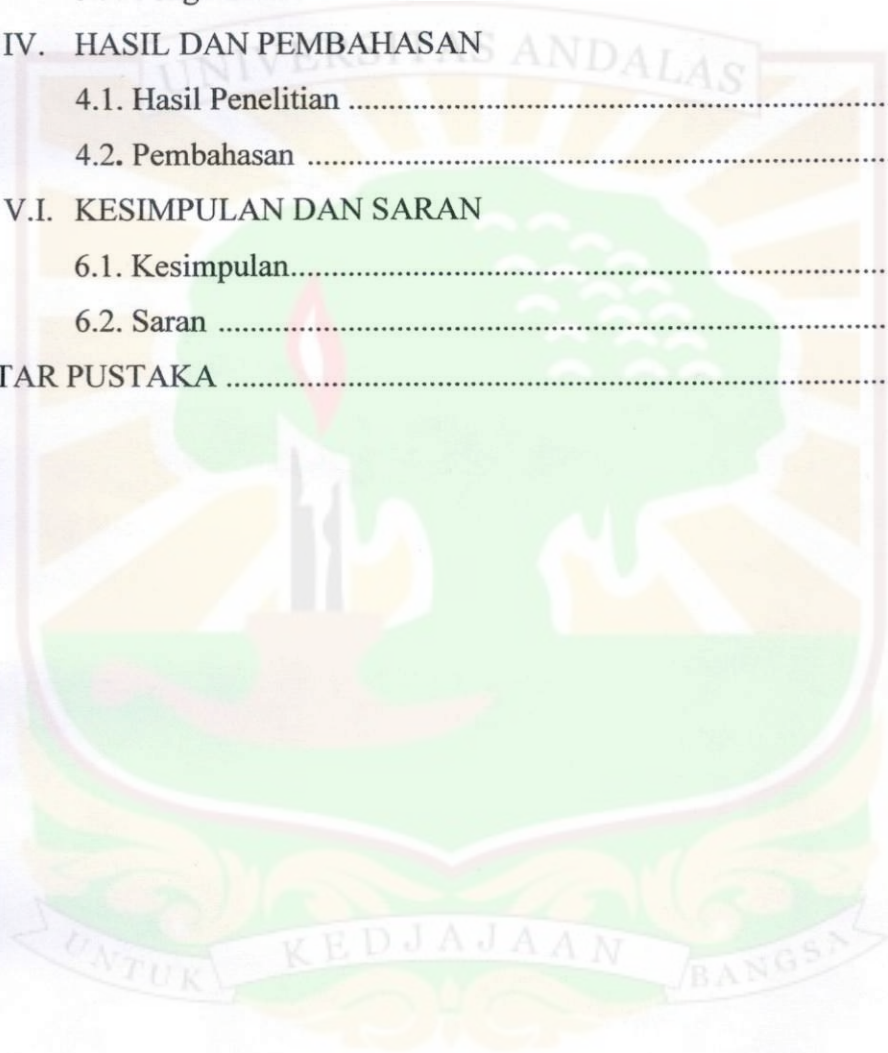 IV. HASIL DAN PEMBAHASAN
UNIVERSITAS ANDALAS
4.1. Hasil Penelitian ....................................................................
4.2. Pembahasan .........................................................................
V.I. KESIMPULAN DAN SARAN
6.1. Kesimpulan...........................................................................
6.2. Saran ....................................................................................
TAR PUSTAKA ...................................................................................
UNTUK KEDJAJAAN BANGSA